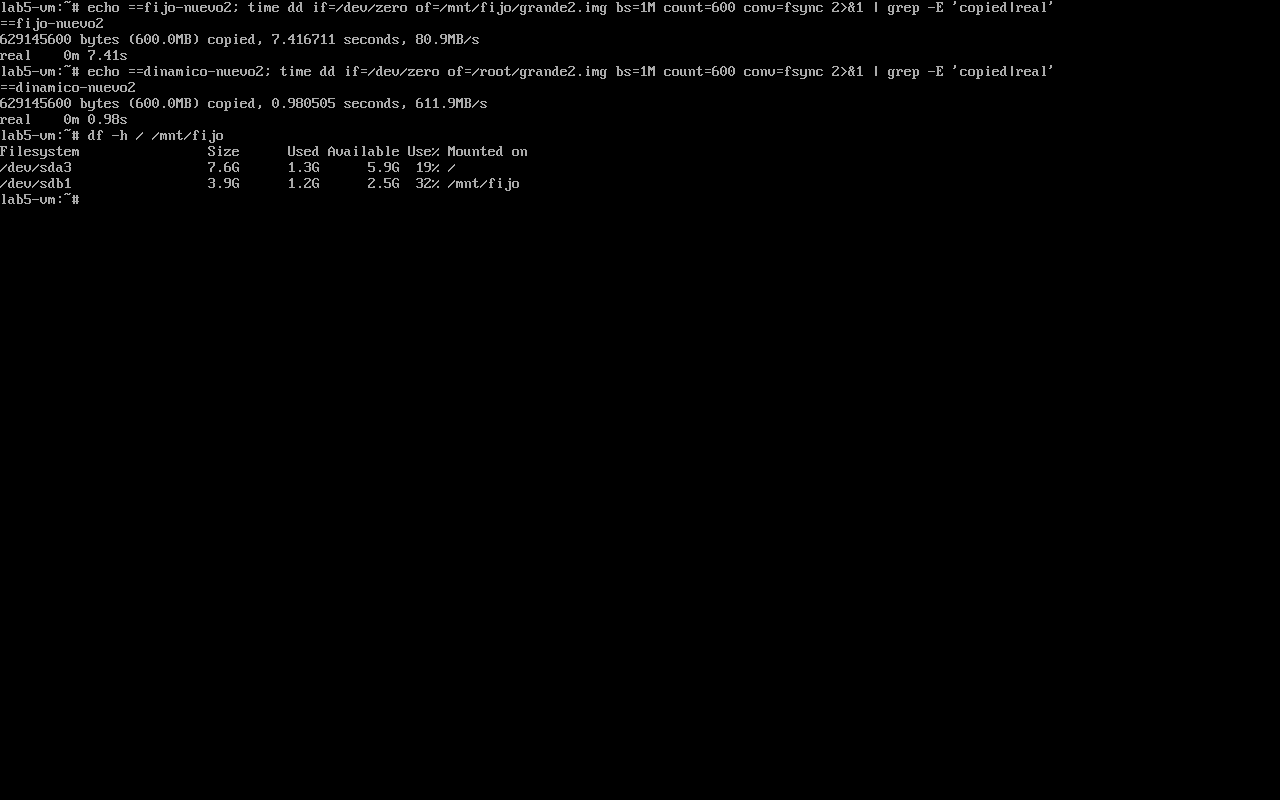 lab5-vm:~# echo ==fijo-nuevo2; time dd if=/dev/zero of=/mnt/fijo/grande2.img bs=1M count=600 conv=fsync 2>&1 | grep -E 'copied|real'
==fijo-nuevo2
629145600 bytes (600.0MB) copied, 7.416711 seconds, 80.9MB/s
real    0m 7.41s
lab5-vm:~# echo ==dinamico-nuevo2; time dd if=/dev/zero of=/root/grande2.img bs=1M count=600 conv=fsync 2>&1 | grep -E 'copied|real'
==dinamico-nuevo2
629145600 bytes (600.0MB) copied, 0.980505 seconds, 611.9MB/s
real    0m 0.98s
lab5-vm:~# df -h / /mnt/fijo
Filesystem                Size      Used Available Use% Mounted on
/dev/sda3                 7.6G      1.3G      5.9G  19% /
/dev/sdb1                 3.9G      1.2G      2.5G  32% /mnt/fijo
lab5-vm:~#